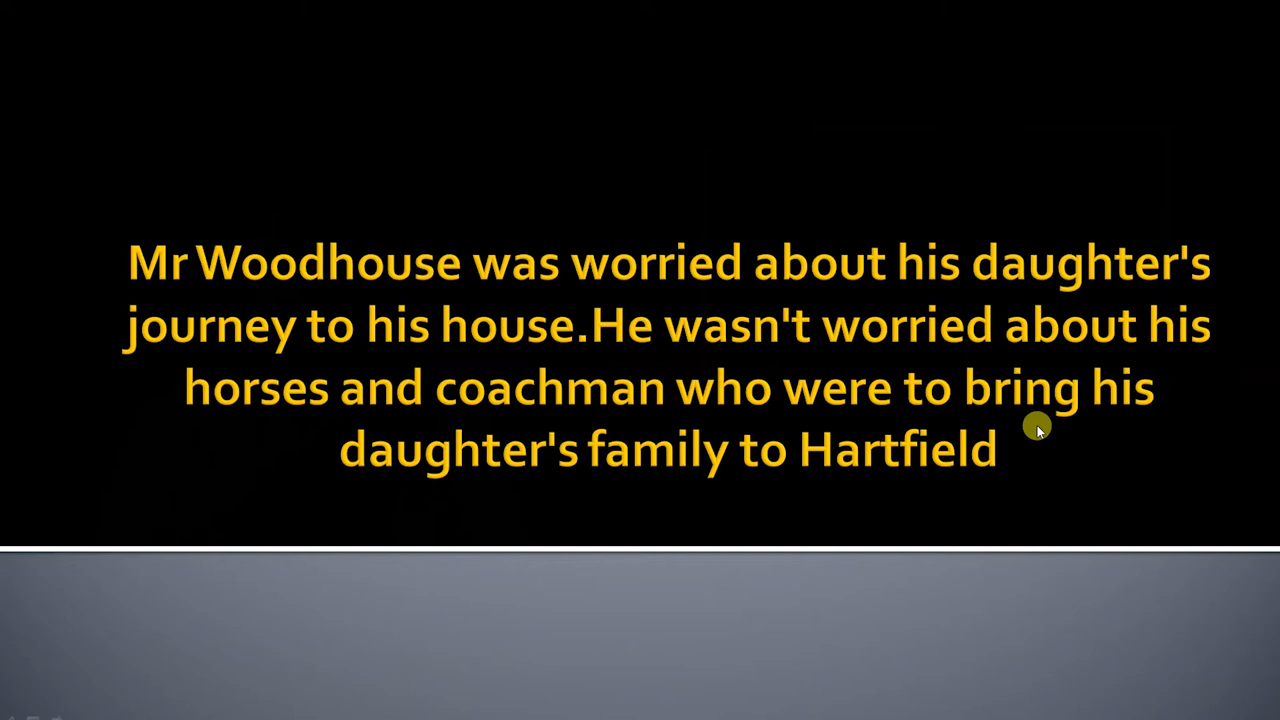 Mr Woodhouse was worried about his daughter's
journey to his house.He wasn't worried about his
horses and coachman who were to bring his
daughter's family to Hartfield